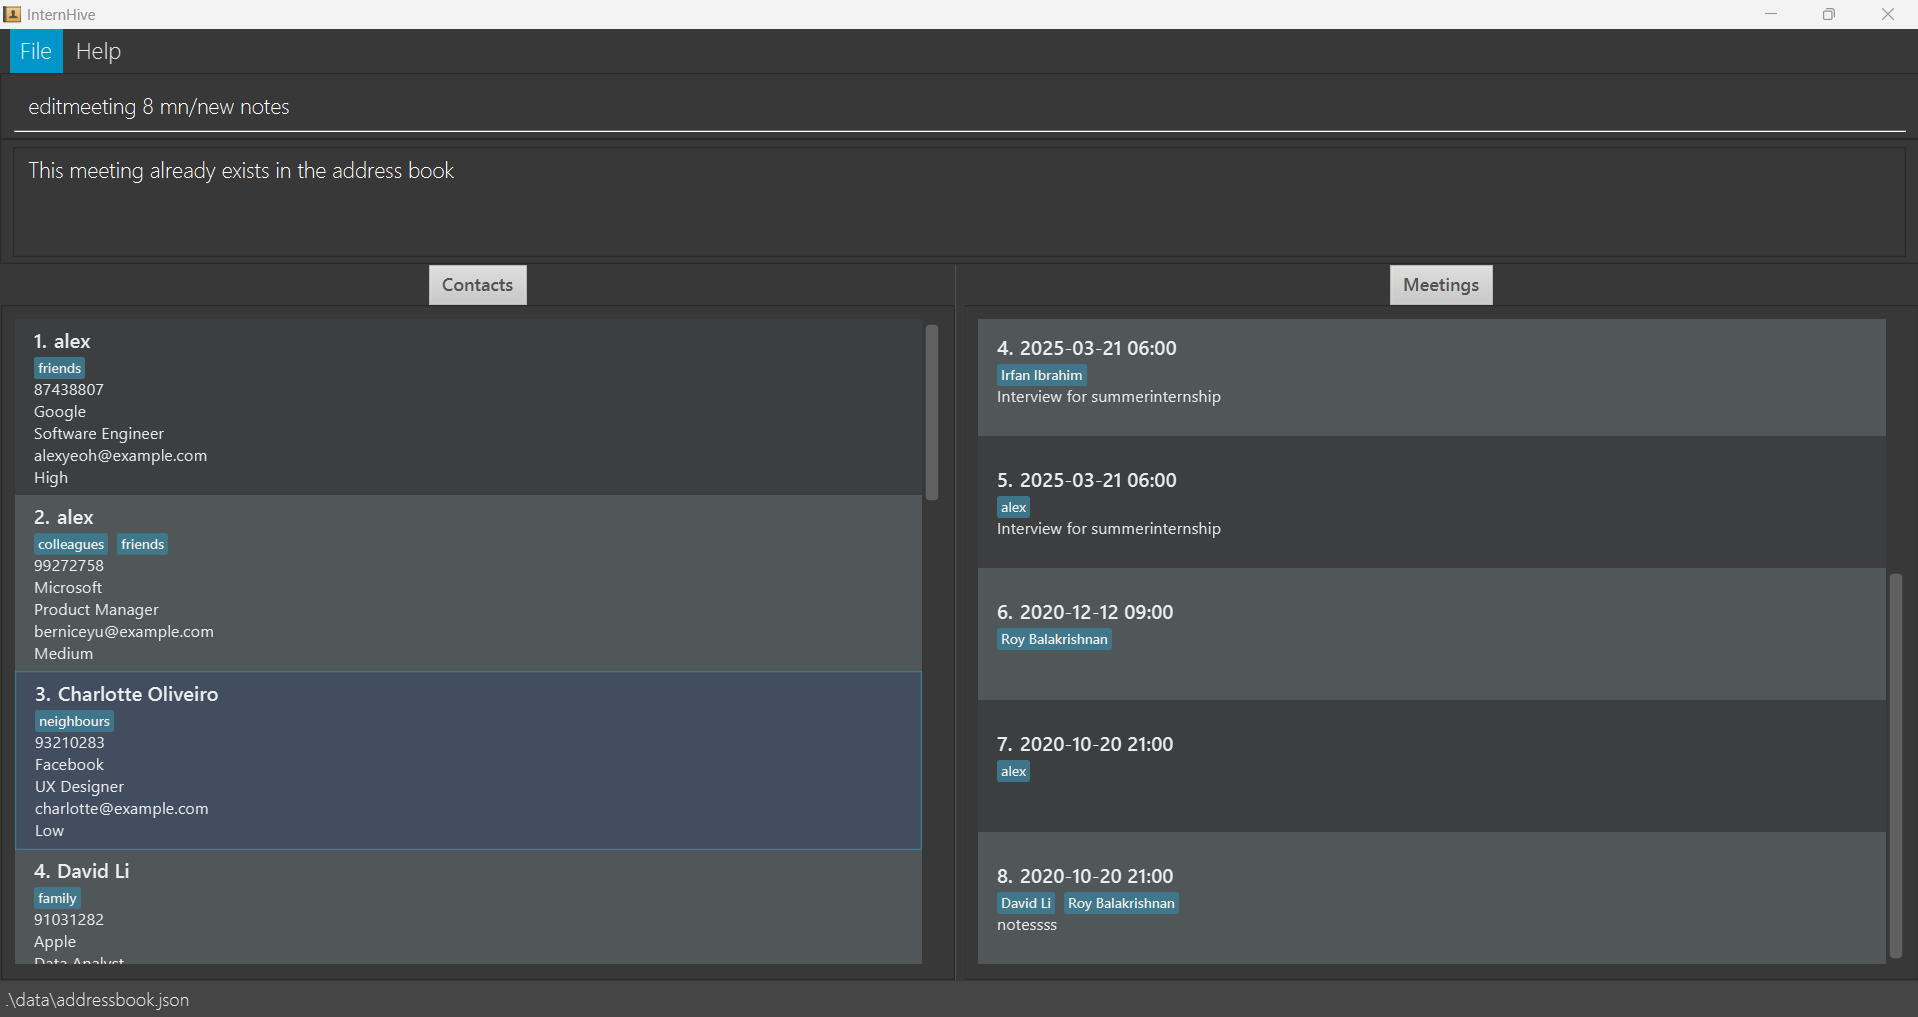 InternHive
File Help
editmeeting 8 mn/new notes
This meeting already exists in the address book
Contacts
1. alex
friends
87438807
Google
Software Engineer
alexyeoh@example.com
High
2. alex
colleagues friends
99272758
Microsoft
Product Manager
berniceyu@example.com
Medium
3. Charlotte Oliveiro
neighbours
93210283
Facebook
UX Designer
charlotte@example.com
Low
4. David Li
family
91031282
Apple
Data Analyst
Meetings
4. 2025-03-21 06:00
Irfan Ibrahim
Interview for summerinternship
5. 2025-03-21 06:00
alex
Interview for summerinternship
6. 2020-12-12 09:00
Roy Balakrishnan
7. 2020-10-20 21:00
alex
8. 2020-10-20 21:00
David Li Roy Balakrishnan
notessss
.\data\addressbook.json